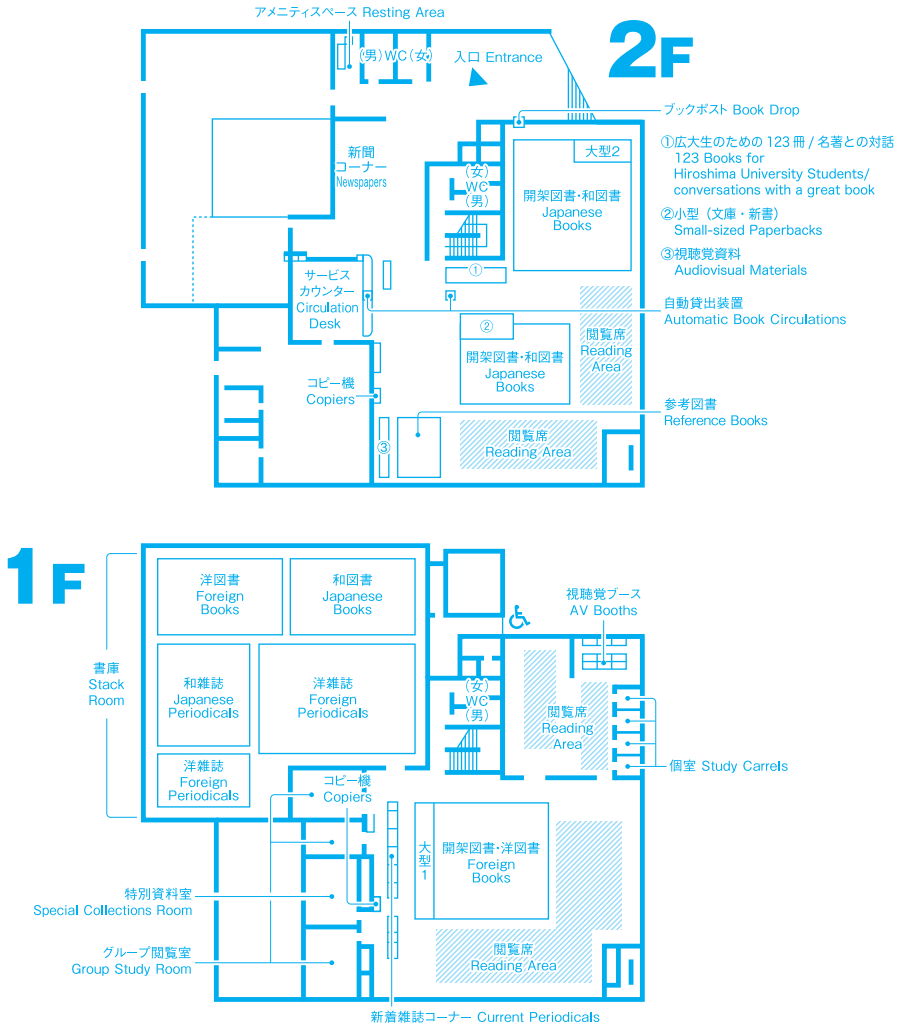 アメニティスペース Resting Area
2F
(男)WC(女)
入口 Entrance
ブックポスト Book Drop
①広大生のための 123 冊 / 名著との対話
123 Books for
Hiroshima University Students/
conversations with a great book
②小型（文庫・新書）
Small-sized Paperbacks
③視聴覚資料
Audiovisual Materials
新聞
コーナー
Newspapers
(女)
WC
(男)
大型2
開架図書・和図書
Japanese
Books
①
サービス
カウンター
Circulation
Desk
自動貸出装置
Automatic Book Circulations
②
開架図書・和図書
Japanese
Books
閲覧席
Reading
Area
コピー機
Copiers
③
参考図書
Reference Books
閲覧席
Reading Area
1F
洋図書
Foreign
Books
和図書
Japanese
Books
視聴覚ブース
AV Booths
書庫
Stack
Room
和雑誌
Japanese
Periodicals
洋雑誌
Foreign
Periodicals
(女)
WC
(男)
閲覧席
Reading
Area
洋雑誌
Foreign
Periodicals
コピー機
Copiers
個室 Study Carrels
大型1
開架図書・洋図書
Foreign
Books
特別資料室
Special Collections Room
グループ閲覧室
Group Study Room
閲覧席
Reading Area
新着雑誌コーナー Current Periodicals